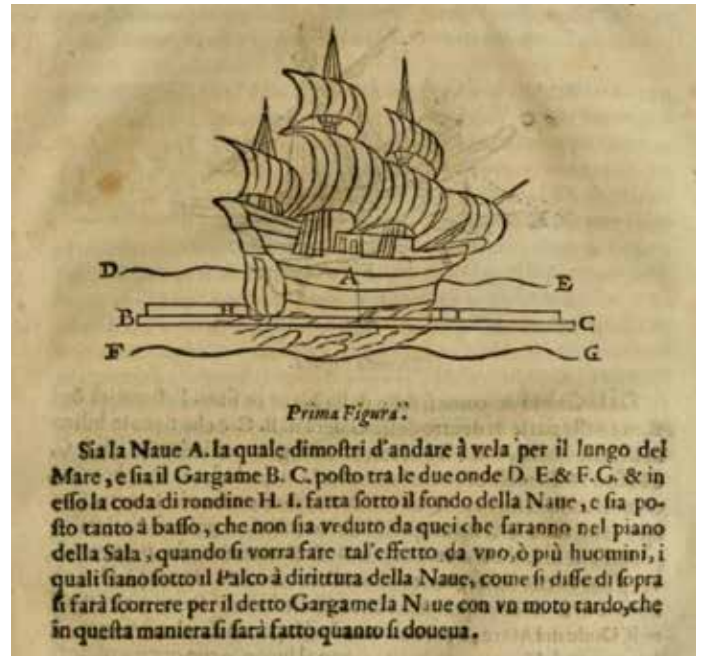 A
D
E
B
C
F
G
Prima Figura.
Sia la Naue A. la quale dimoſtri d'andare à vela per il lungo del
Mare, e ſia il Gargame B. C. poſto tra le due onde D. E. & F. G. & in
eſſo la coda di rondine H. I. fatta ſotto il fondo della Naue, e ſia po-
ſto tanto à baſſo, che non ſia veduto da quei che ſaranno nel piano
della Sala, quando ſi vorra fare tal'effetto da vno, ò più huomini, i
quali ſiano ſotto il Palco à dirittura della Naue, come ſi diſſe di ſopra
ſi farà ſcorrere per il detto Gargame la Naue con vn moto tardo, che
in queſta maniera ſi ſarà fatto quanto ſi doueua.